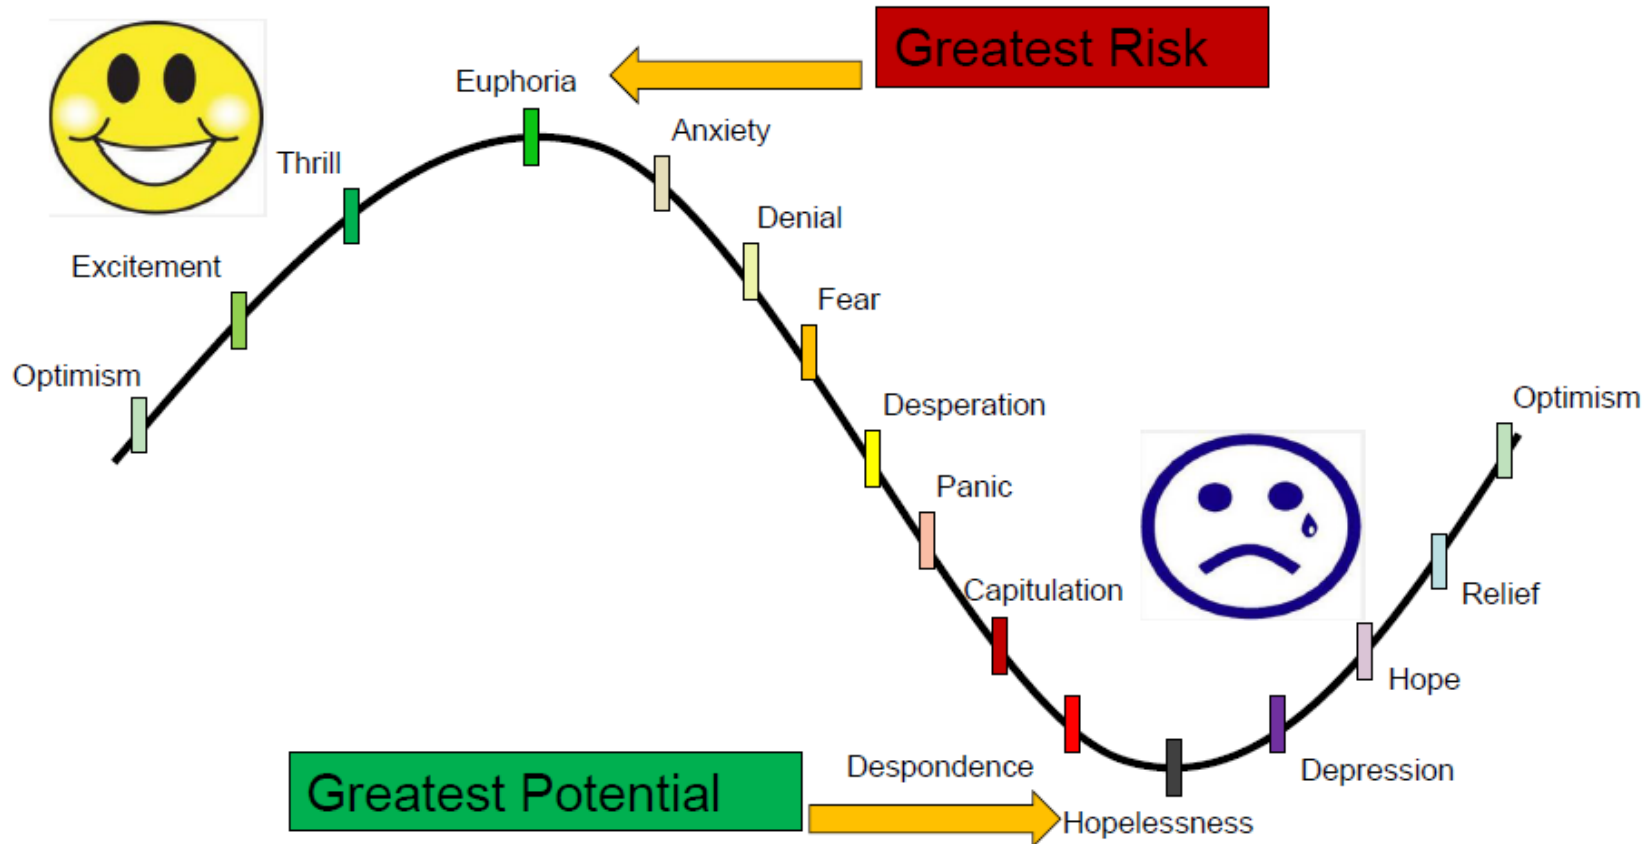 Greatest Risk
Euphoria
Anxiety
Thrill
Denial
Excitement
Fear
Optimism
Desperation
Optimism
Panic
Capitulation
Relief
Hope
Despondence
Depression
Greatest Potential
Hopelessness